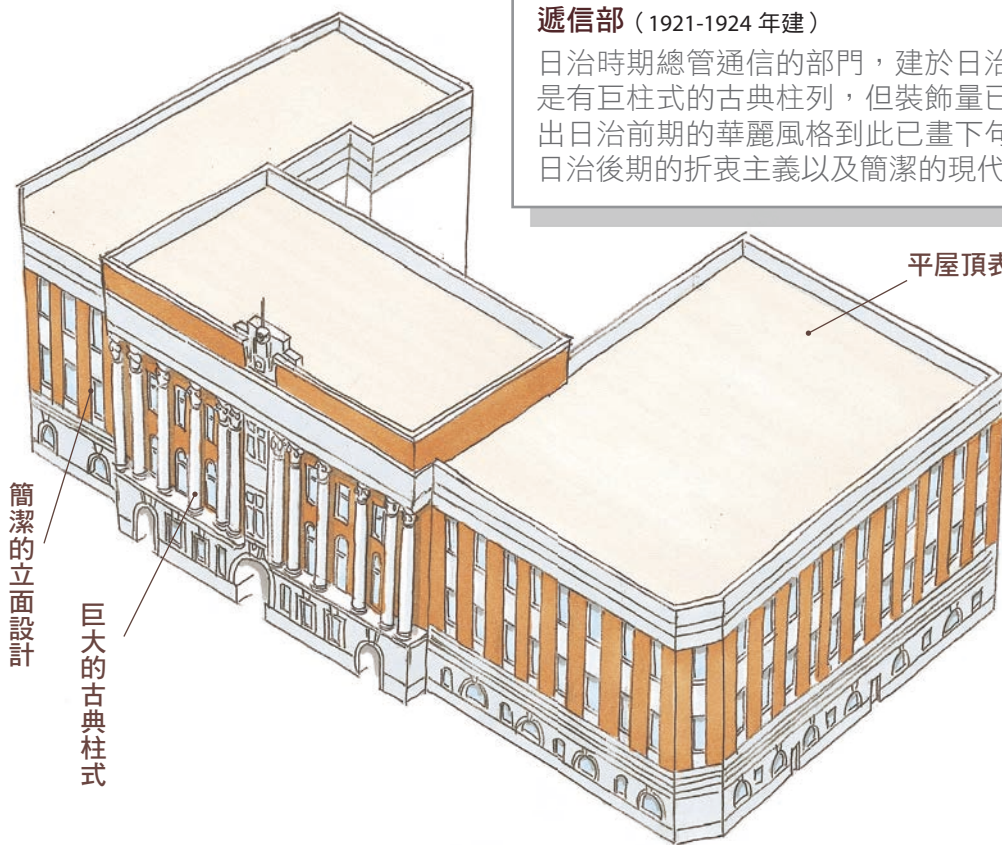 遞信部（1921-1924 年建）
日治時期總管通信的部門，建於日治
是有巨柱式的古典柱列，但裝飾量已
出日治前期的華麗風格到此已畫下句
日治後期的折衷主義以及簡潔的現代
平屋頂表
簡潔的立面設計
巨大的古典柱式